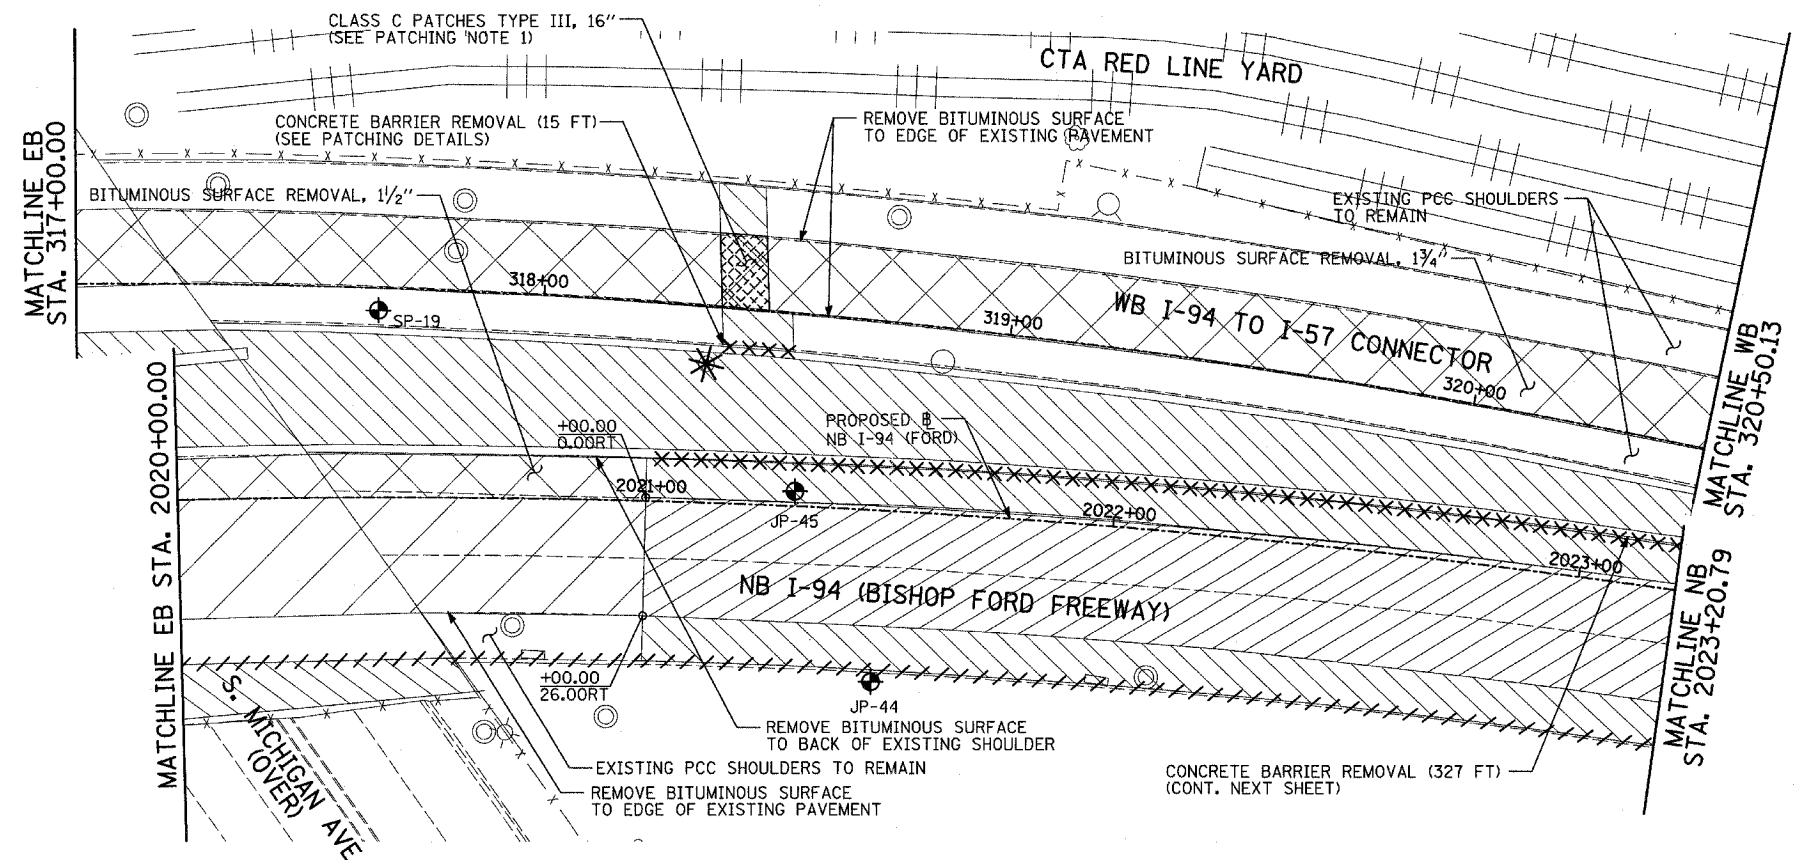 CLASS C PATCHES TYPE III, 16"
(SEE PATCHING NOTE 1)
CTA RED LINE YARD
CONCRETE BARRIER REMOVAL (15 FT)
(SEE PATCHING DETAILS)
REMOVE BITUMINOUS SURFACE
TO EDGE OF EXISTING PAVEMENT
MATCHLINE EB
STA. 317+00.00
BITUMINOUS SURFACE REMOVAL, 1½"
EXISTING PCC SHOULDERS
TO REMAIN
BITUMINOUS SURFACE REMOVAL, 1¾"
318+00
SP-19
319+00
WB I-94 TO I-57 CONNECTOR
320+00
MATCHLINE WB
STA. 320+50.13
MATCHLINE EB STA. 2020+00.00
+00.00
0.00RT
PROPOSED ℄
NB I-94 (FORD)
2021+00
JP-45
2022+00
2023+00
NB I-94 (BISHOP FORD FREEWAY)
MATCHLINE NB
STA. 2023+20.79
+00.00
26.00RT
JP-44
S. MICHIGAN AVE
(OVER)
REMOVE BITUMINOUS SURFACE
TO BACK OF EXISTING SHOULDER
EXISTING PCC SHOULDERS TO REMAIN
REMOVE BITUMINOUS SURFACE
TO EDGE OF EXISTING PAVEMENT
CONCRETE BARRIER REMOVAL (327 FT)
(CONT. NEXT SHEET)